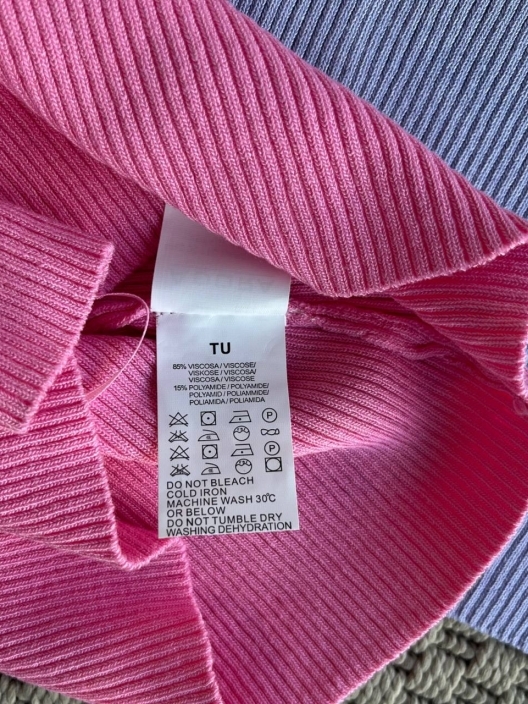 TU
85% VISCOSA / VISCOSE/
VISKOSE / VISCOSA/
VISCOSA / VISCOSE
15% POLYAMIDE / POLYAMIDE/
POLYAMID / POLIAMMIDE/
POLIAMIDA / POLIAMIDA
DO NOT BLEACH
COLD IRON
MACHINE WASH 30℃
OR BELOW
DO NOT TUMBLE DRY
WASHING DEHYDRATION